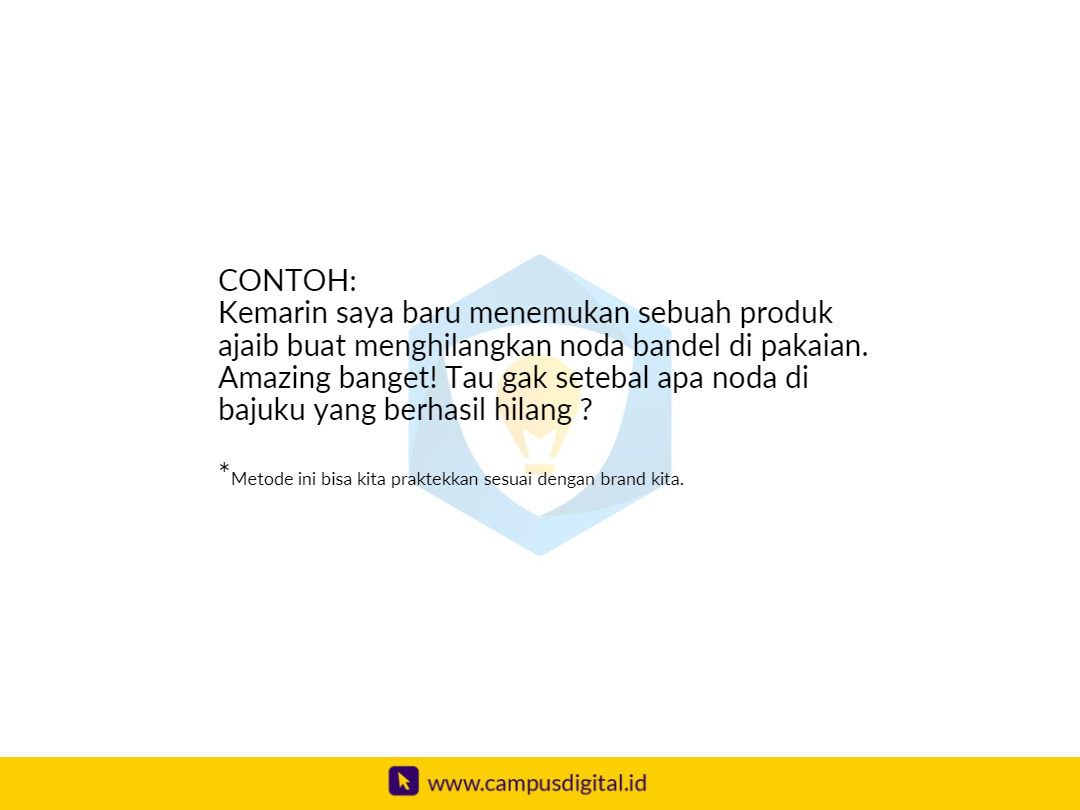 CONTOH:
Kemarin saya baru menemukan sebuah produk
ajaib buat menghilangkan noda bandel di pakaian.
Amazing banget! Tau gak setebal apa noda di
bajuku yang berhasil hilang ?
*Metode ini bisa kita praktekkan sesuai dengan brand kita.
www.campusdigital.id